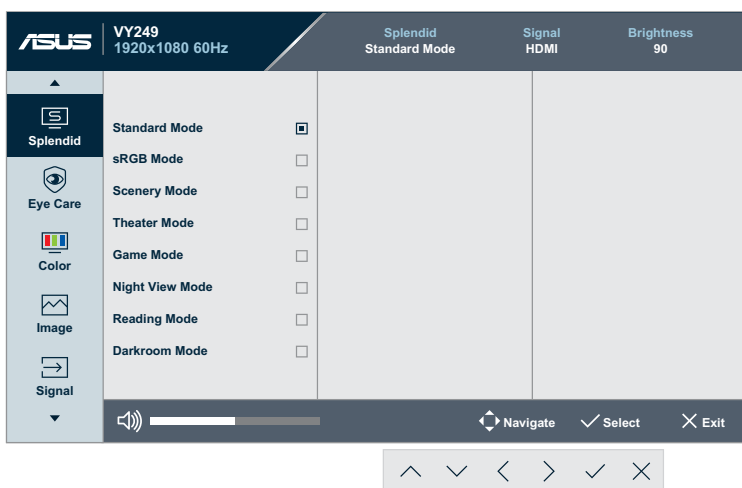 ASUS
VY249
1920x1080 60Hz
Splendid
Standard Mode
Signal
HDMI
Brightness
90
S
Splendid
Eye Care
Color
Image
Signal
Standard Mode
sRGB Mode
Scenery Mode
Theater Mode
Game Mode
Night View Mode
Reading Mode
Darkroom Mode
Navigate
Select
Exit